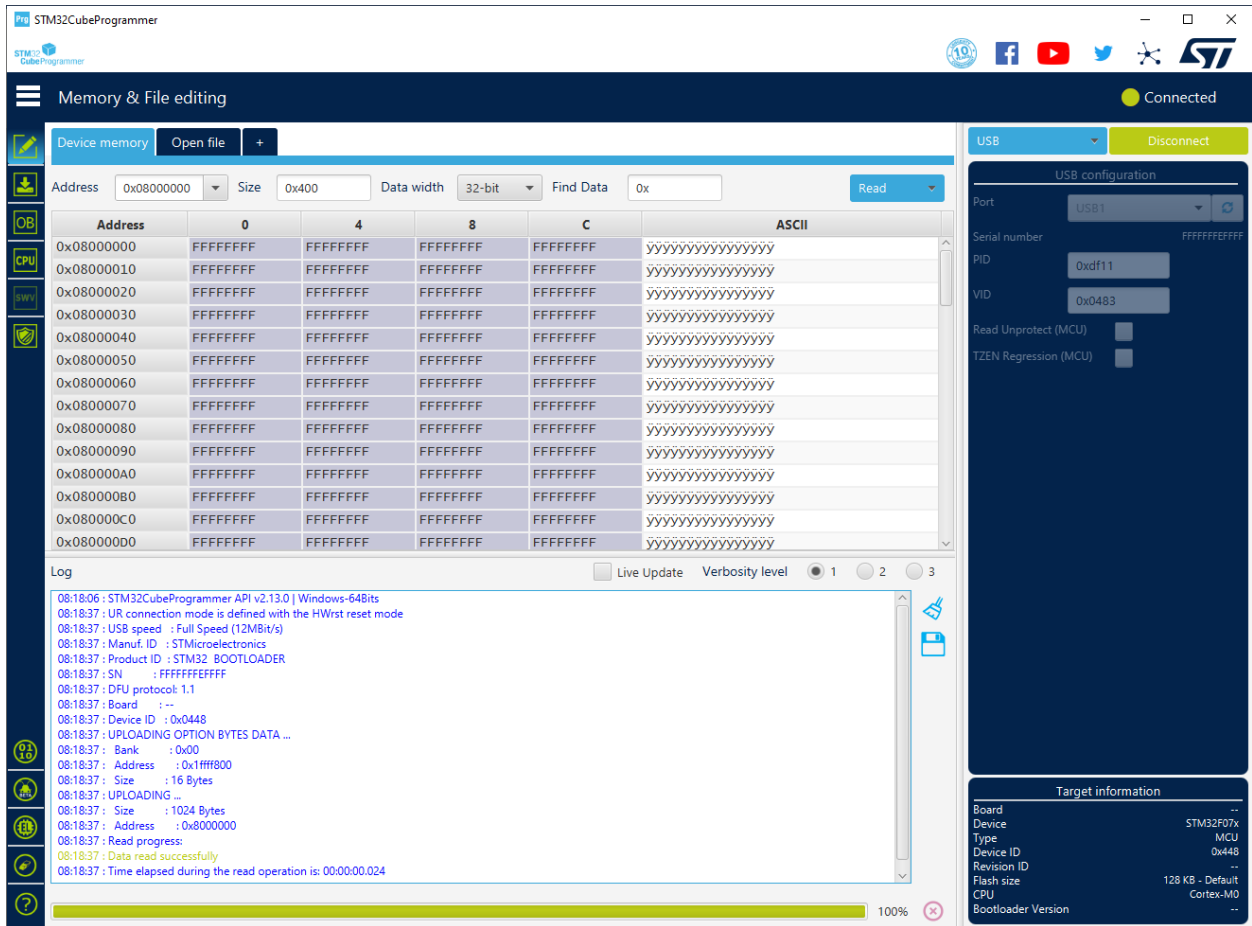 Prg STM32CubeProgrammer
STM32
CubeProgrammer
10
Memory & File editing
Connected
Device memory Open file +
USB Disconnect
Address 0x08000000 Size 0x400 Data width 32-bit Find Data 0x Read
USB configuration
Port USB1
Serial number FFFFFFFEFFFF
PID 0xdf11
VID 0x0483
Read Unprotect (MCU)
TZEN Regression (MCU)
OB
CPU
SWV
Address 0 4 8 C ASCII
0x08000000 FFFFFFFF FFFFFFFF FFFFFFFF FFFFFFFF ÿÿÿÿÿÿÿÿÿÿÿÿÿÿÿÿ
0x08000010 FFFFFFFF FFFFFFFF FFFFFFFF FFFFFFFF ÿÿÿÿÿÿÿÿÿÿÿÿÿÿÿÿ
0x08000020 FFFFFFFF FFFFFFFF FFFFFFFF FFFFFFFF ÿÿÿÿÿÿÿÿÿÿÿÿÿÿÿÿ
0x08000030 FFFFFFFF FFFFFFFF FFFFFFFF FFFFFFFF ÿÿÿÿÿÿÿÿÿÿÿÿÿÿÿÿ
0x08000040 FFFFFFFF FFFFFFFF FFFFFFFF FFFFFFFF ÿÿÿÿÿÿÿÿÿÿÿÿÿÿÿÿ
0x08000050 FFFFFFFF FFFFFFFF FFFFFFFF FFFFFFFF ÿÿÿÿÿÿÿÿÿÿÿÿÿÿÿÿ
0x08000060 FFFFFFFF FFFFFFFF FFFFFFFF FFFFFFFF ÿÿÿÿÿÿÿÿÿÿÿÿÿÿÿÿ
0x08000070 FFFFFFFF FFFFFFFF FFFFFFFF FFFFFFFF ÿÿÿÿÿÿÿÿÿÿÿÿÿÿÿÿ
0x08000080 FFFFFFFF FFFFFFFF FFFFFFFF FFFFFFFF ÿÿÿÿÿÿÿÿÿÿÿÿÿÿÿÿ
0x08000090 FFFFFFFF FFFFFFFF FFFFFFFF FFFFFFFF ÿÿÿÿÿÿÿÿÿÿÿÿÿÿÿÿ
0x080000A0 FFFFFFFF FFFFFFFF FFFFFFFF FFFFFFFF ÿÿÿÿÿÿÿÿÿÿÿÿÿÿÿÿ
0x080000B0 FFFFFFFF FFFFFFFF FFFFFFFF FFFFFFFF ÿÿÿÿÿÿÿÿÿÿÿÿÿÿÿÿ
0x080000C0 FFFFFFFF FFFFFFFF FFFFFFFF FFFFFFFF ÿÿÿÿÿÿÿÿÿÿÿÿÿÿÿÿ
0x080000D0 FFFFFFFF FFFFFFFF FFFFFFFF FFFFFFFF ÿÿÿÿÿÿÿÿÿÿÿÿÿÿÿÿ
Log Live Update Verbosity level 1 2 3
08:18:06 : STM32CubeProgrammer API v2.13.0 | Windows-64Bits
08:18:37 : UR connection mode is defined with the HWrst reset mode
08:18:37 : USB speed : Full Speed (12MBit/s)
08:18:37 : Manuf. ID : STMicroelectronics
08:18:37 : Product ID : STM32 BOOTLOADER
08:18:37 : SN : FFFFFFFEFFFF
08:18:37 : DFU protocol: 1.1
08:18:37 : Board : --
08:18:37 : Device ID : 0x0448
08:18:37 : UPLOADING OPTION BYTES DATA ...
08:18:37 : Bank : 0x00
08:18:37 : Address : 0x1ffff800
08:18:37 : Size : 16 Bytes
08:18:37 : UPLOADING ...
08:18:37 : Size : 1024 Bytes
08:18:37 : Address : 0x8000000
08:18:37 : Read progress:
08:18:37 : Data read successfully
08:18:37 : Time elapsed during the read operation is: 00:00:00.024
100%
Target information
Board --
Device STM32F07x
Type MCU
Device ID 0x448
Revision ID --
Flash size 128 KB - Default
CPU Cortex-M0
Bootloader Version --